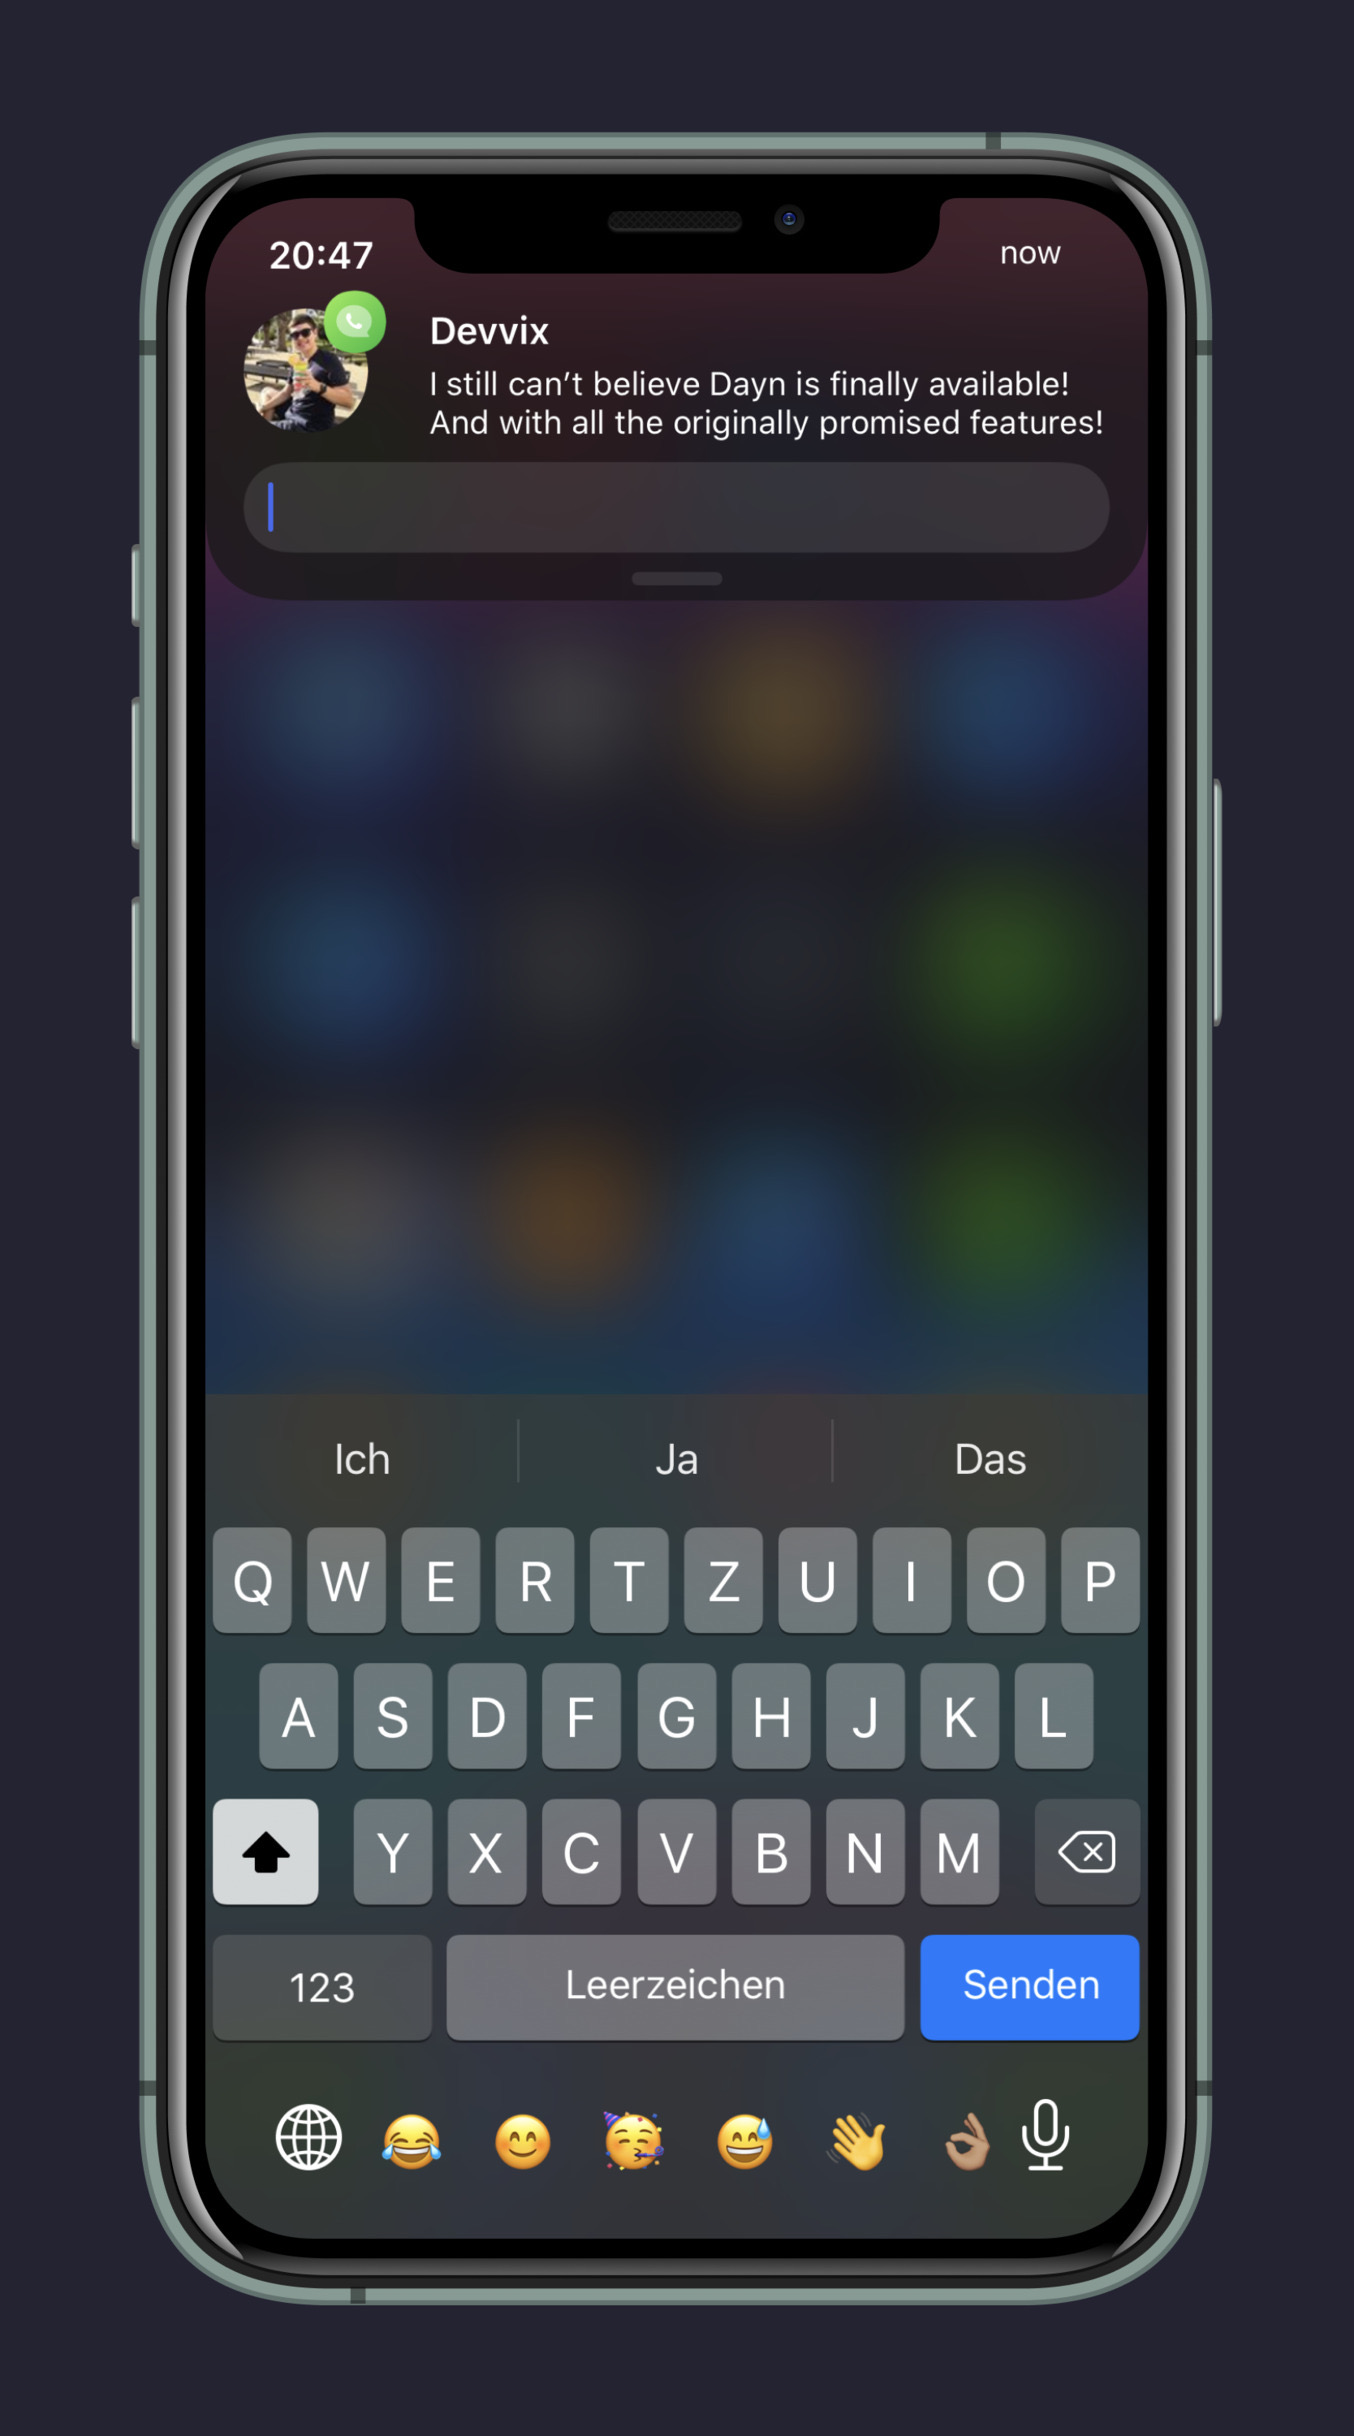 20:47
now
Devvix
I still can’t believe Dayn is finally available!
And with all the originally promised features!
Ich Ja Das
Q W E R T Z U I O P
A S D F G H J K L
Y X C V B N M
123 Leerzeichen Senden